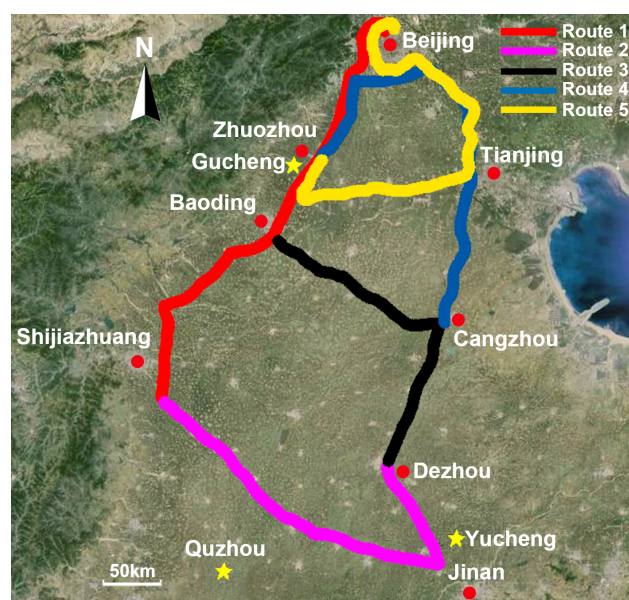 N
Beijing
Route 1
Route 2
Route 3
Route 4
Route 5
Zhuozhou
Gucheng
Tianjing
Baoding
Shijiazhuang
Cangzhou
Dezhou
Yucheng
Quzhou
Jinan
50km